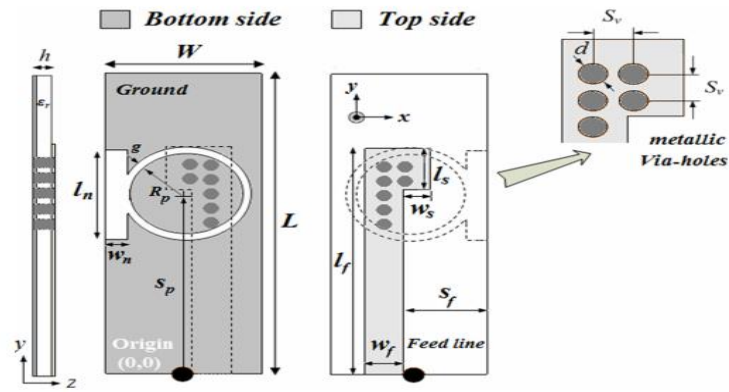 Bottom side
Top side
h
εr
W
Ground
g
Rp
ln
wn
sp
L
Origin
(0,0)
y
z
y
x
ls
ws
lf
sf
wf
Feed line
Sv
d
Sv
metallic
Via-holes